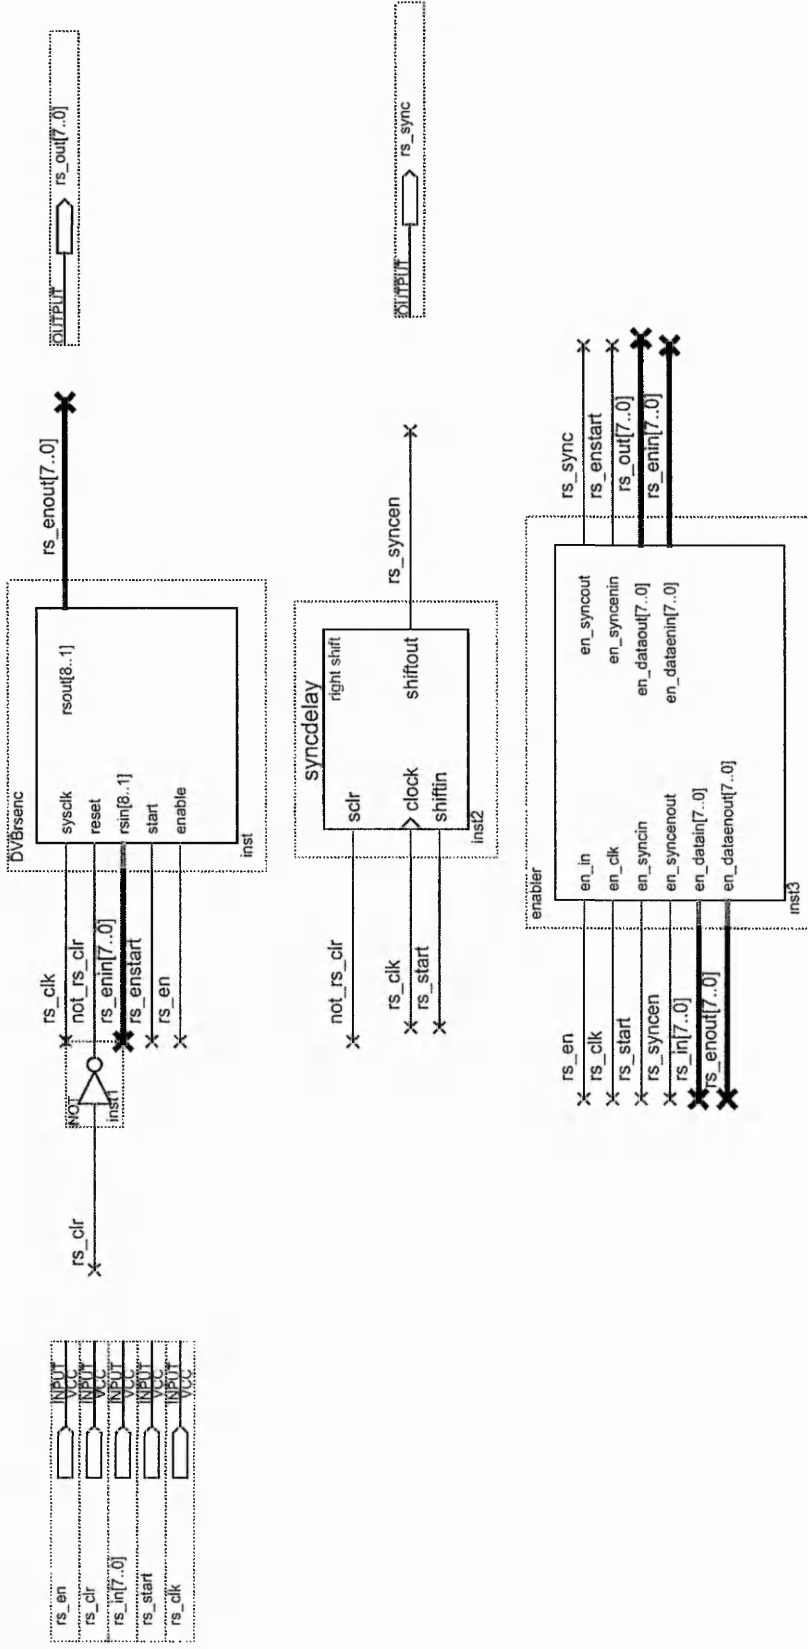 rs_en INPUT VCC
rs_clr INPUT VCC
rs_in[7..0] INPUT VCC
rs_start INPUT VCC
rs_clk INPUT VCC
rs_clr
NOT
inst1
DVBrsenc
rs_clk sysclk
not_rs_clr reset
rs_enin[7..0] rsin[8..1]
rs_enstart start
rs_en enable
rsout[8..1] rs_enout[7..0]
inst
OUTPUT rs_out[7..0]
syncdelay
right shift
not_rs_clr sclr
rs_clk clock
rs_start shiftin
shiftout rs_syncen
inst2
OUTPUT rs_sync
enabler
rs_en en_in en_syncout rs_sync
rs_clk en_clk en_syncenin rs_enstart
rs_start en_syncin en_dataout[7..0] rs_out[7..0]
rs_syncen en_syncenout en_dataenin[7..0] rs_enin[7..0]
rs_in[7..0] en_datain[7..0]
rs_enout[7..0] en_dataenout[7..0]
inst3